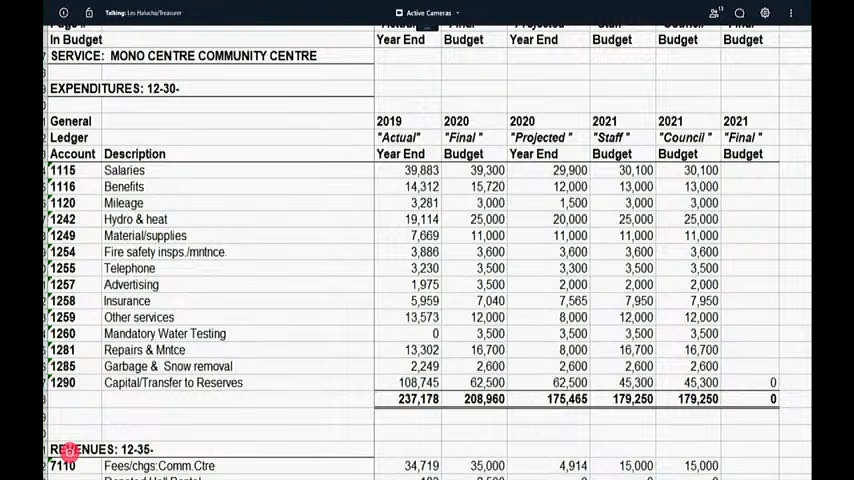 Talking: Les Halucha/Treasurer
Active Cameras
13
In Budget Year End Budget Year End Budget Budget Budget
SERVICE: MONO CENTRE COMMUNITY CENTRE
EXPENDITURES: 12-30-
General 2019 2020 2020 2021 2021 2021
Ledger "Actual" "Final " "Projected " "Staff " "Council " "Final "
Account Description Year End Budget Year End Budget Budget Budget
1115 Salaries 39,883 39,300 29,900 30,100 30,100
1116 Benefits 14,312 15,720 12,000 13,000 13,000
1120 Mileage 3,281 3,000 1,500 3,000 3,000
1242 Hydro & heat 19,114 25,000 20,000 25,000 25,000
1249 Material/supplies 7,669 11,000 11,000 11,000 11,000
1254 Fire safety insps./mntnce. 3,886 3,600 3,600 3,600 3,600
1255 Telephone 3,230 3,500 3,300 3,500 3,500
1257 Advertising 1,975 3,500 2,000 2,000 2,000
1258 Insurance 5,959 7,040 7,565 7,950 7,950
1259 Other services 13,573 12,000 8,000 12,000 12,000
1260 Mandatory Water Testing 0 3,500 3,500 3,500 3,500
1281 Repairs & Mntce 13,302 16,700 8,000 16,700 16,700
1285 Garbage & Snow removal 2,249 2,600 2,600 2,600 2,600
1290 Capital/Transfer to Reserves 108,745 62,500 62,500 45,300 45,300 0
237,178 208,960 175,465 179,250 179,250 0
REVENUES: 12-35-
7110 Fees/chgs:Comm.Ctre 34,719 35,000 4,914 15,000 15,000